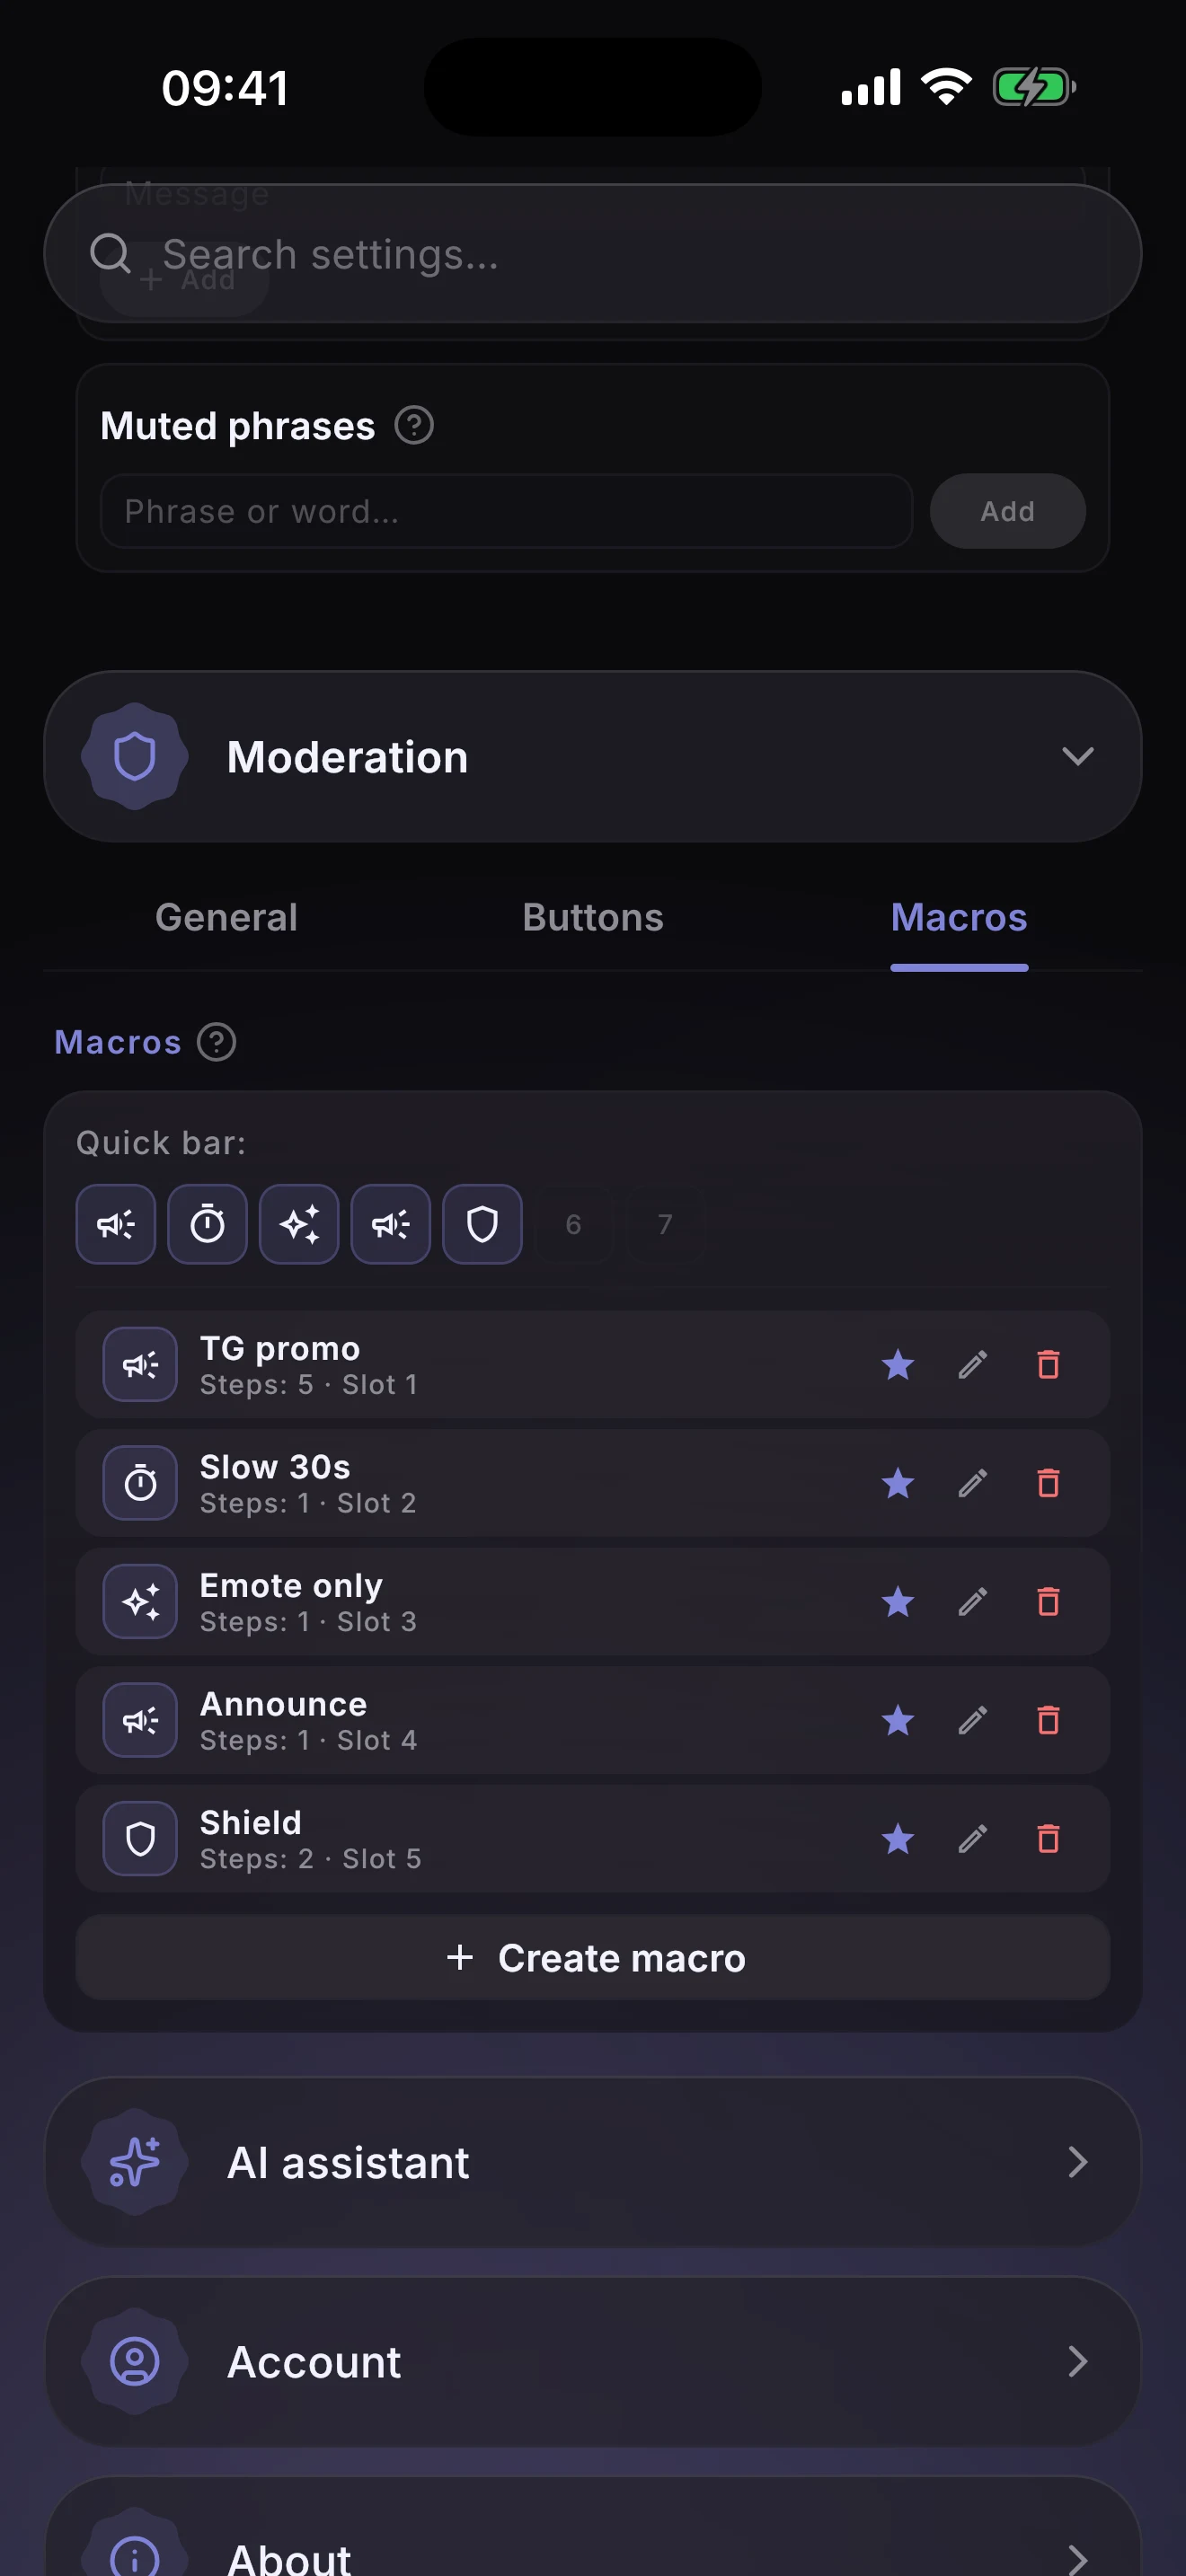 09:41
Message
Search settings...
+ Add
Muted phrases
Phrase or word...
Add
Moderation
General
Buttons
Macros
Macros
Quick bar:
6
7
TG promo
Steps: 5 · Slot 1
Slow 30s
Steps: 1 · Slot 2
Emote only
Steps: 1 · Slot 3
Announce
Steps: 1 · Slot 4
Shield
Steps: 2 · Slot 5
+ Create macro
AI assistant
Account
About